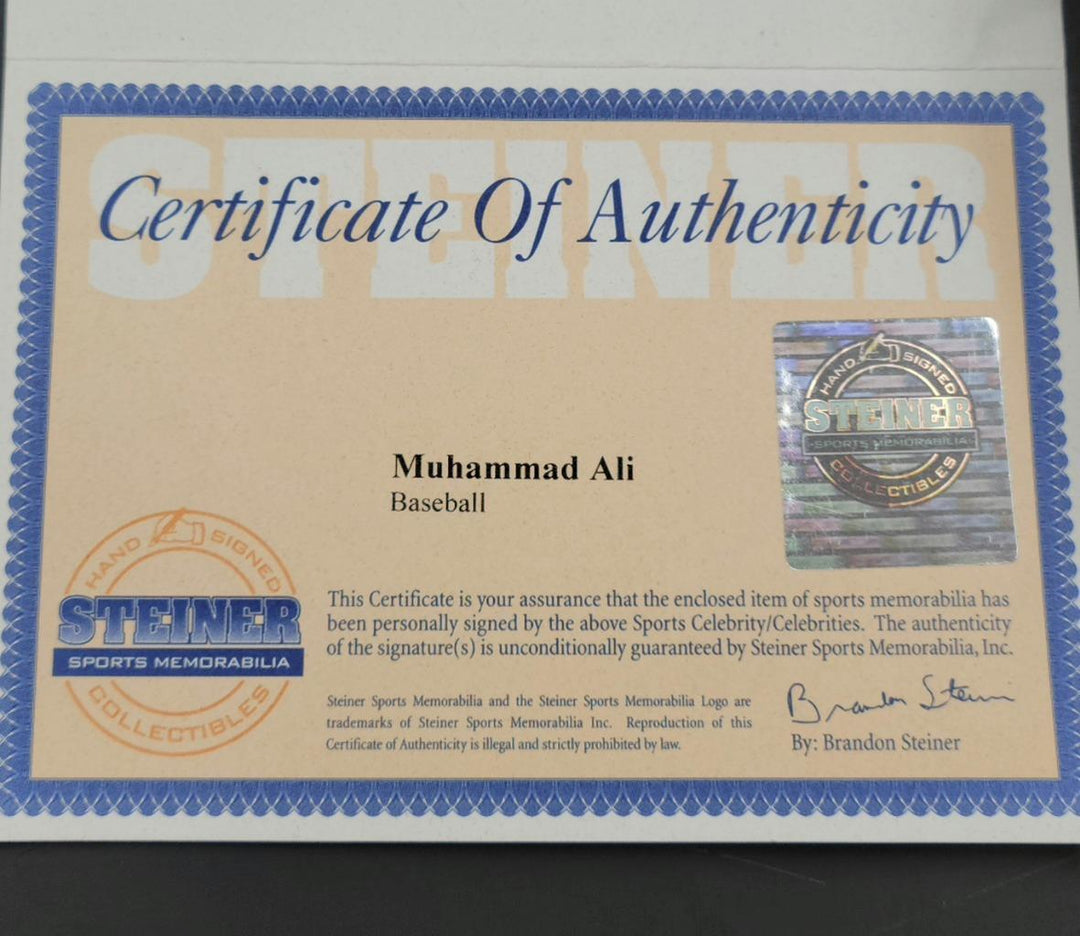 STEINER
Certificate Of Authenticity
HAND SIGNED
STEINER
SPORTS MEMORABILIA
COLLECTIBLES
Muhammad Ali
Baseball
HAND SIGNED
STEINER
SPORTS MEMORABILIA
COLLECTIBLES
This Certificate is your assurance that the enclosed item of sports memorabilia has
been personally signed by the above Sports Celebrity/Celebrities. The authenticity
of the signature(s) is unconditionally guaranteed by Steiner Sports Memorabilia, Inc.
Steiner Sports Memorabilia and the Steiner Sports Memorabilia Logo are
trademarks of Steiner Sports Memorabilia Inc. Reproduction of this
Certificate of Authenticity is illegal and strictly prohibited by law.
Brandon Steiner
By: Brandon Steiner